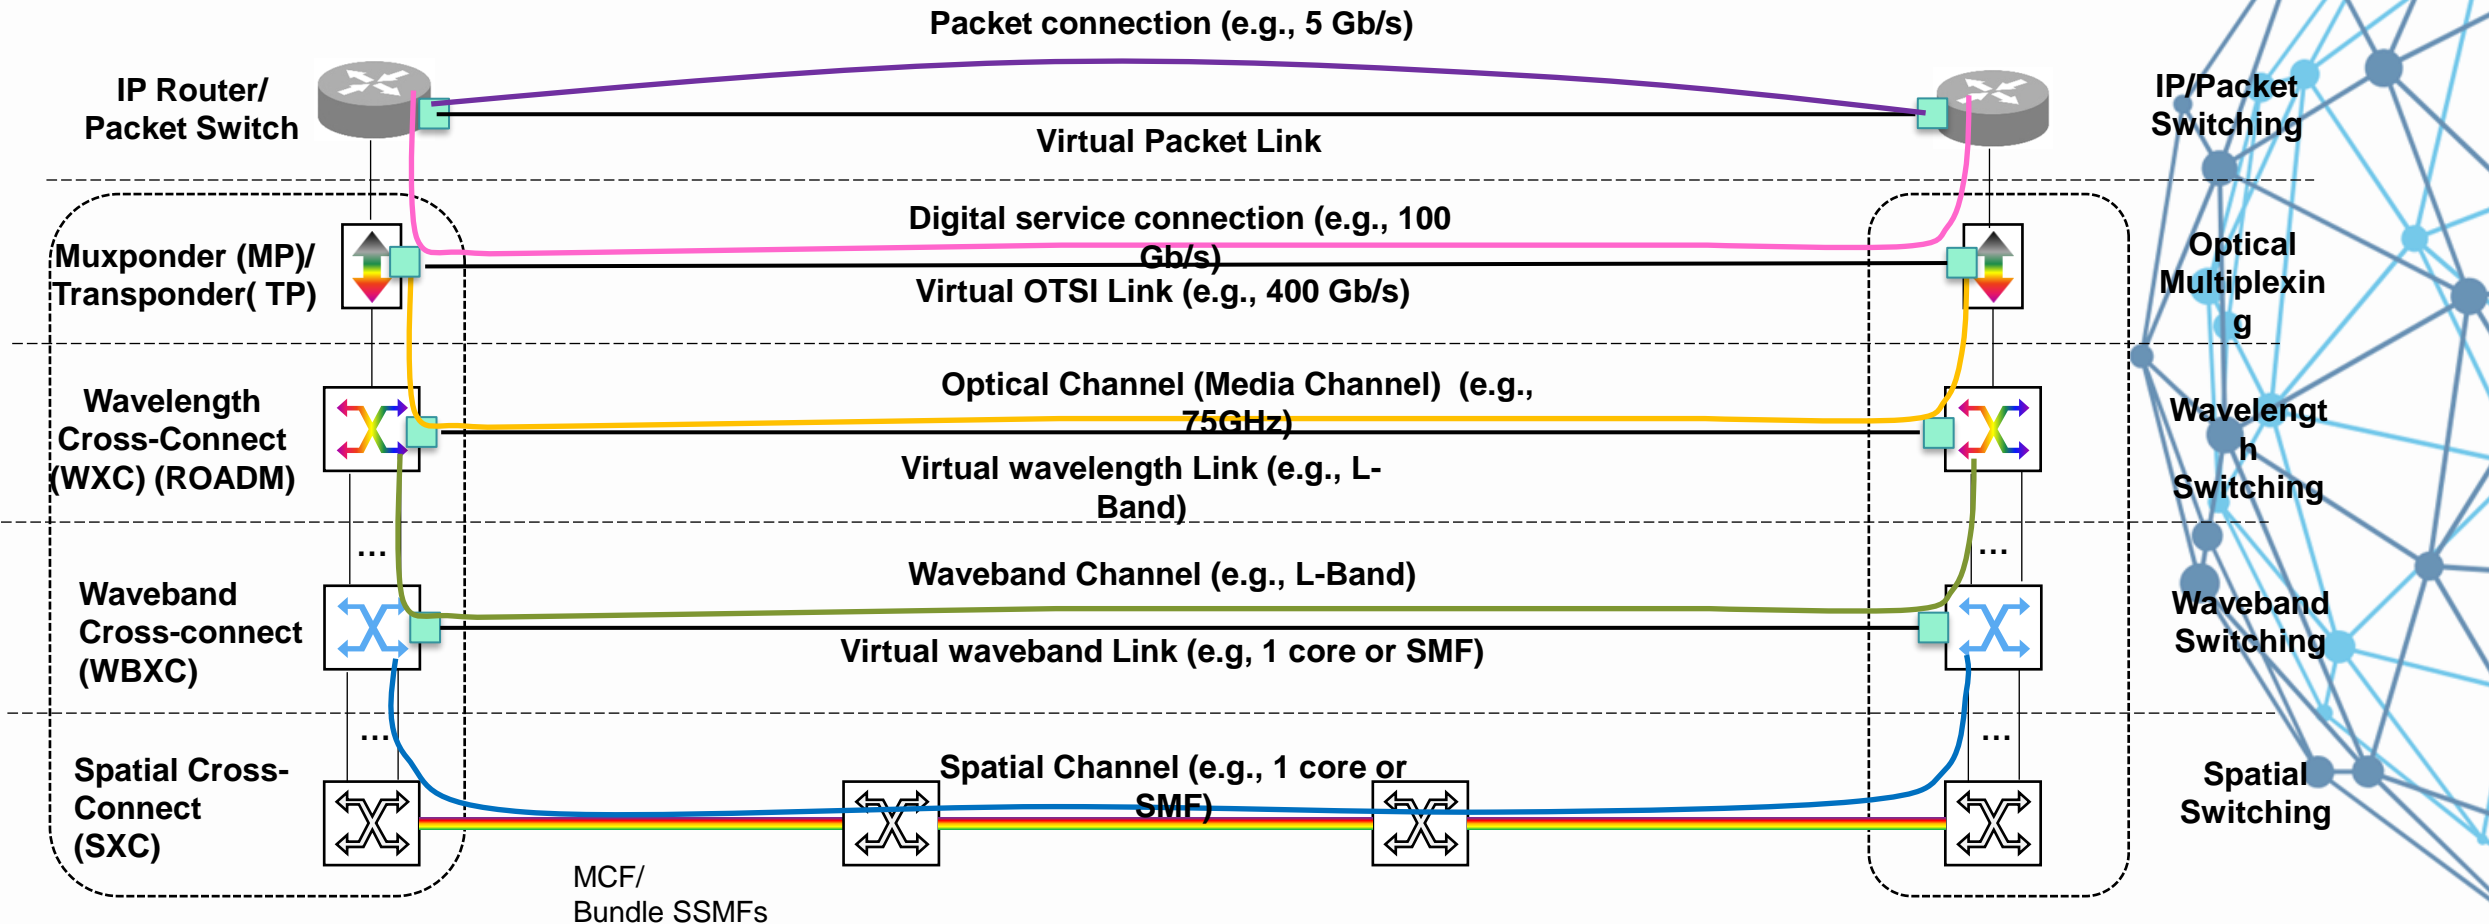 Packet connection (e.g., 5 Gb/s)
IP Router/
Packet Switch
Virtual Packet Link
IP/Packet
Switching
Digital service connection (e.g., 100
Gb/s)
Muxponder (MP)/
Transponder( TP)
Virtual OTSI Link (e.g., 400 Gb/s)
Optical
Multiplexin
g
Optical Channel (Media Channel)  (e.g.,
75GHz)
Wavelength
Cross-Connect
(WXC) (ROADM)
Virtual wavelength Link (e.g., L-
Band)
Wavelengt
h
Switching
...
...
Waveband Channel (e.g., L-Band)
Waveband
Cross-connect
(WBXC)
Virtual waveband Link (e.g, 1 core or SMF)
Waveband
Switching
...
...
Spatial Cross-
Connect
(SXC)
Spatial Channel (e.g., 1 core or
SMF)
Spatial
Switching
MCF/
Bundle SSMFs